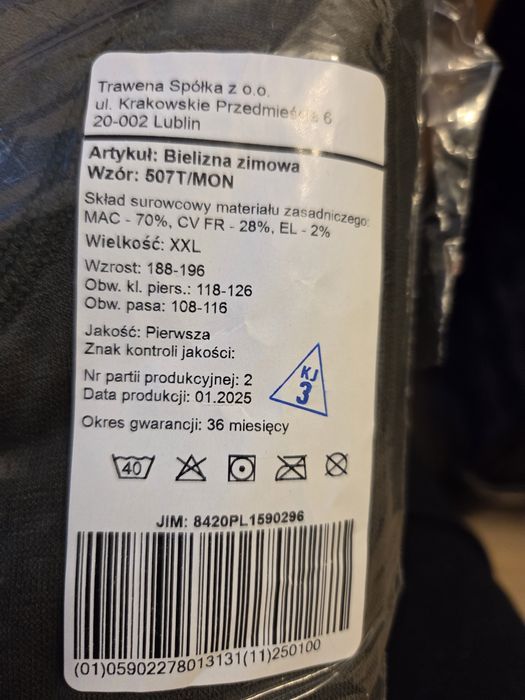 Trawena Spółka z o.o.
ul. Krakowskie Przedmieście 6
20-002 Lublin
Artykuł: Bielizna zimowa
Wzór: 507T/MON
Skład surowcowy materiału zasadniczego:
MAC - 70%, CV FR - 28%, EL - 2%
Wielkość: XXL
Wzrost: 188-196
Obw. kl. piers.: 118-126
Obw. pasa: 108-116
Jakość: Pierwsza
Znak kontroli jakości:
KJ
3
Nr partii produkcyjnej: 2
Data produkcji: 01.2025
Okres gwarancji: 36 miesięcy
40
JIM: 8420PL1590296
(01)05902278013131(11)250100